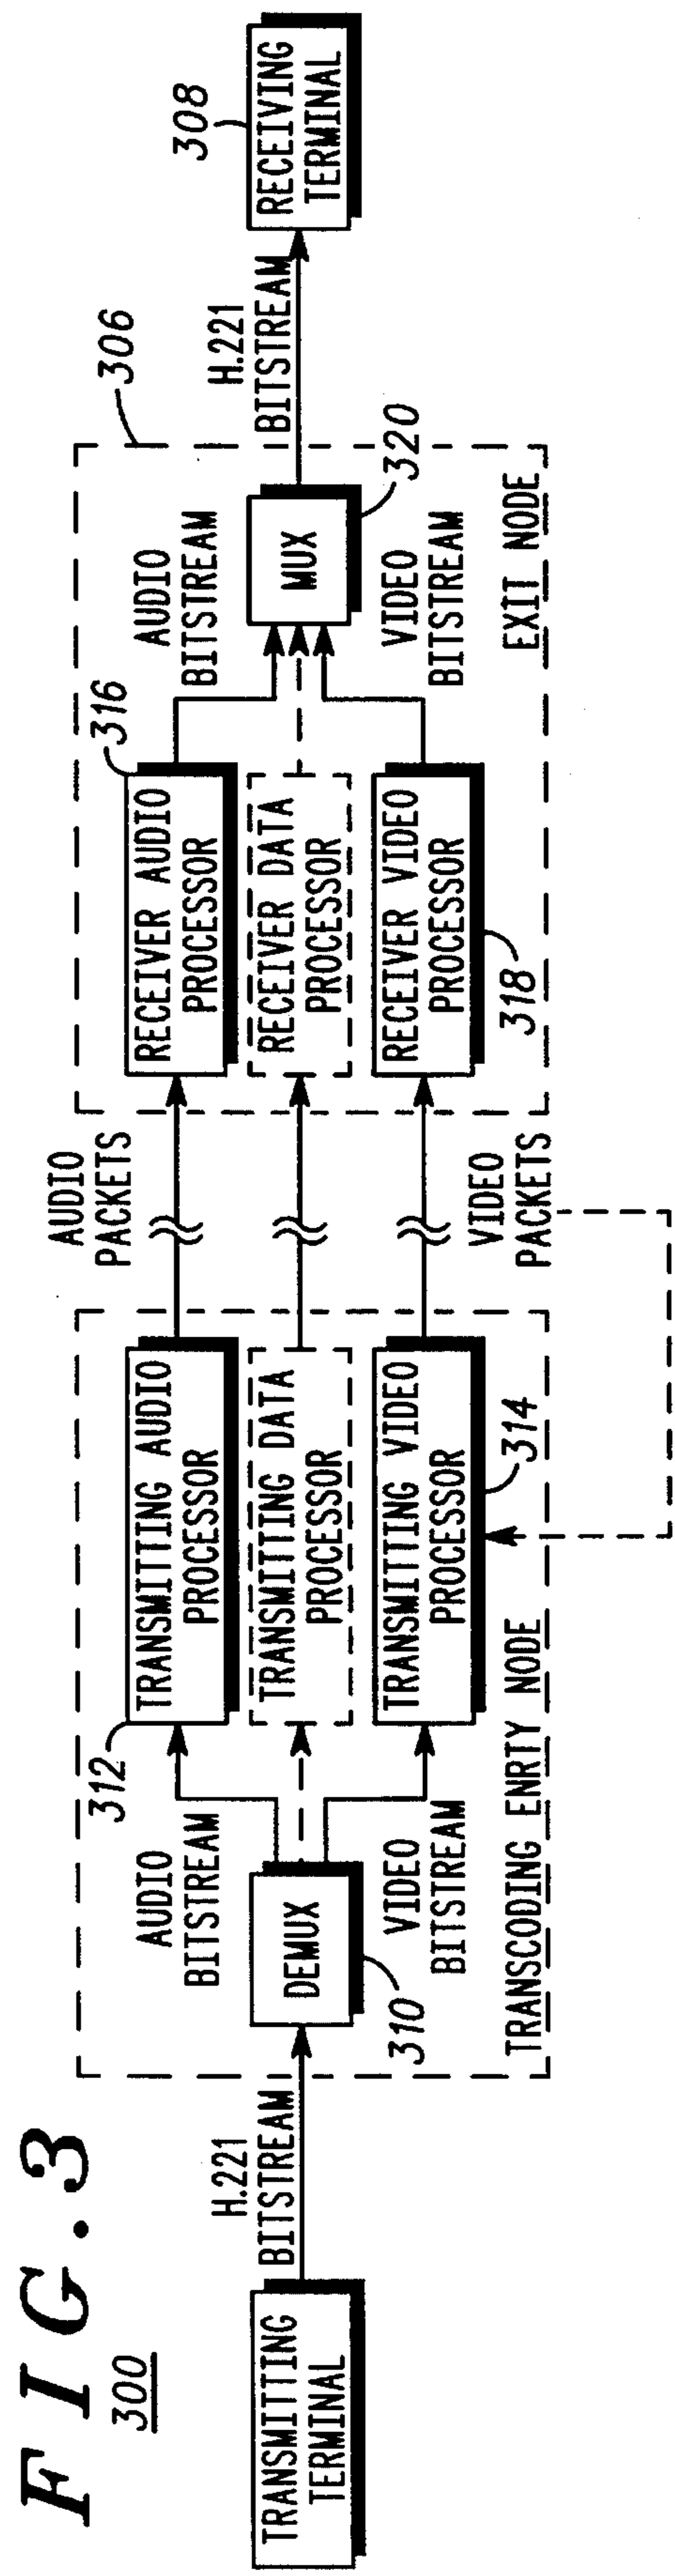 FIG.3
300
TRANSMITTING
TERMINAL
H.221
BITSTREAM
DEMUX
310
AUDIO
BITSTREAM
VIDEO
BITSTREAM
312
TRANSMITTING AUDIO
PROCESSOR
TRANSMITTING DATA
PROCESSOR
TRANSMITTING VIDEO
PROCESSOR
314
TRANSCODING ENRTY NODE
AUDIO
PACKETS
VIDEO
PACKETS
RECEIVER AUDIO
PROCESSOR
316
RECEIVER DATA
PROCESSOR
RECEIVER VIDEO
PROCESSOR
318
AUDIO
BITSTREAM
VIDEO
BITSTREAM
MUX
320
EXIT NODE
306
H.221
BITSTREAM
308
RECEIVING
TERMINAL